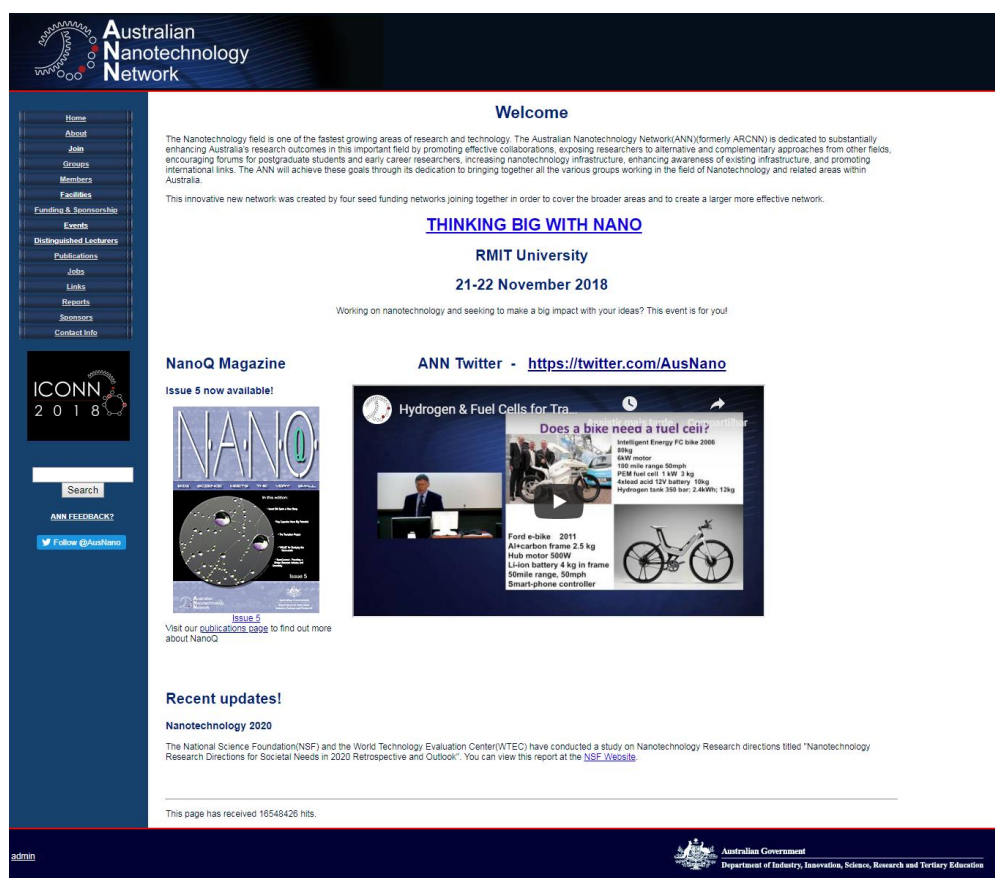 Australian
Nanotechnology
Network
Home
About
Join
Groups
Members
Facilities
Funding & Sponsorship
Events
Distinguished Lecturers
Publications
Jobs
Links
Reports
Sponsors
Contact Info
ICONN
2018
Search
ANN FEEDBACK?
Follow @AusNano
Welcome
The Nanotechnology field is one of the fastest growing areas of research and technology. The Australian Nanotechnology Network(ANN)(formerly ARCNN) is dedicated to substantially
enhancing Australia's research outcomes in this important field by promoting effective collaborations, exposing researchers to alternative and complementary approaches from other fields,
encouraging forums for postgraduate students and early career researchers, increasing nanotechnology infrastructure, enhancing awareness of existing infrastructure, and promoting
international links. The ANN will achieve these goals through its dedication to bringing together all the various groups working in the field of Nanotechnology and related areas within
Australia.
This innovative new network was created by four seed funding networks joining together in order to cover the broader areas and to create a larger more effective network.
THINKING BIG WITH NANO
RMIT University
21-22 November 2018
Working on nanotechnology and seeking to make a big impact with your ideas? This event is for you!
NanoQ Magazine
Issue 5 now available!
NANO
BIG SCIENCE MEETS THE VERY SMALL
In this edition:
Issue 5
Australian
Nanotechnology
Network
Issue 5
Visit our publications page to find out more
about NanoQ
ANN Twitter - https://twitter.com/AusNano
Hydrogen & Fuel Cells for Tra...
Does a bike need a fuel cell?
Intelligent Energy FC bike 2006
80kg
6kW motor
100 mile range 50mph
PEM fuel cell 1 kW 3 kg
4xlead acid 12V battery 10kg
Hydrogen tank 350 bar; 2.4kWh; 12kg
Ford e-bike 2011
Al+carbon frame 2.5 kg
Hub motor 500W
Li-ion battery 4 kg in frame
50mile range, 50mph
Smart-phone controller
Recent updates!
Nanotechnology 2020
The National Science Foundation(NSF) and the World Technology Evaluation Center(WTEC) have conducted a study on Nanotechnology Research directions titled "Nanotechnology
Research Directions for Societal Needs in 2020 Retrospective and Outlook". You can view this report at the NSF Website.
This page has received 16548426 hits.
admin
Australian Government
Department of Industry, Innovation, Science, Research and Tertiary Education